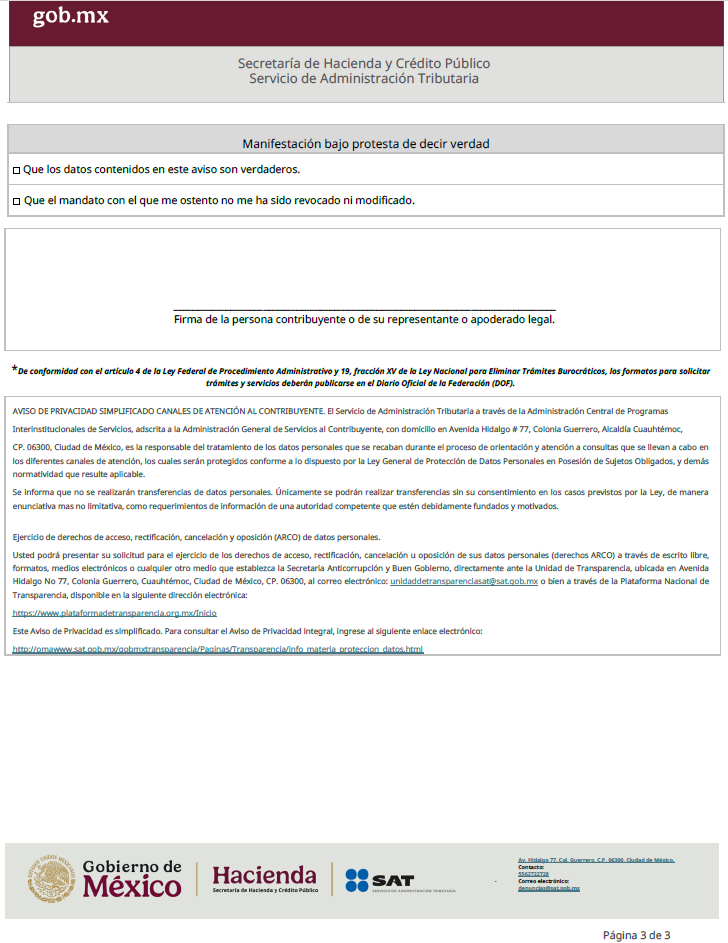 gob.mx
Secretaría de Hacienda y Crédito Público
Servicio de Administración Tributaria
Manifestación bajo protesta de decir verdad
□ Que los datos contenidos en este aviso son verdaderos.
□ Que el mandato con el que me ostento no me ha sido revocado ni modificado.
Firma de la persona contribuyente o de su representante o apoderado legal.
*De conformidad con el artículo 4 de la Ley Federal de Procedimiento Administrativo y 19, fracción XV de la Ley Nacional para Eliminar Trámites Burocráticos, los formatos para solicitar
trámites y servicios deberán publicarse en el Diario Oficial de la Federación (DOF).
AVISO DE PRIVACIDAD SIMPLIFICADO CANALES DE ATENCIÓN AL CONTRIBUYENTE. El Servicio de Administración Tributaria a través de la Administración Central de Programas
Interinstitucionales de Servicios, adscrita a la Administración General de Servicios al Contribuyente, con domicilio en Avenida Hidalgo # 77, Colonia Guerrero, Alcaldía Cuauhtémoc,
CP. 06300, Ciudad de México, es la responsable del tratamiento de los datos personales que se recaban durante el proceso de orientación y atención a consultas que se llevan a cabo en
los diferentes canales de atención, los cuales serán protegidos conforme a lo dispuesto por la Ley General de Protección de Datos Personales en Posesión de Sujetos Obligados, y demás
normatividad que resulte aplicable.
Se informa que no se realizarán transferencias de datos personales. Únicamente se podrán realizar transferencias sin su consentimiento en los casos previstos por la Ley, de manera
enunciativa mas no limitativa, como requerimientos de información de una autoridad competente que estén debidamente fundados y motivados.
Ejercicio de derechos de acceso, rectificación, cancelación y oposición (ARCO) de datos personales.
Usted podrá presentar su solicitud para el ejercicio de los derechos de acceso, rectificación, cancelación u oposición de sus datos personales (derechos ARCO) a través de escrito libre,
formatos, medios electrónicos o cualquier otro medio que establezca la Secretaria Anticorrupción y Buen Gobierno, directamente ante la Unidad de Transparencia, ubicada en Avenida
Hidalgo No 77, Colonia Guerrero, Cuauhtémoc, Ciudad de México, CP. 06300, al correo electrónico: unidaddetransparenciasat@sat.gob.mx o bien a través de la Plataforma Nacional de
Transparencia, disponible en la siguiente dirección electrónica:
https://www.plataformadetransparencia.org.mx/Inicio
Este Aviso de Privacidad es simplificado. Para consultar el Aviso de Privacidad integral, ingrese al siguiente enlace electrónico:
http://omawww.sat.gob.mx/gobmxtransparencia/Paginas/Transparencia/info_materia_proteccion_datos.html
Gobierno de
México
Hacienda
Secretaría de Hacienda y Crédito Público
SAT
SERVICIO DE ADMINISTRACIÓN TRIBUTARIA
Av. Hidalgo 77, Col. Guerrero, C.P. 06300, Ciudad de México.
Contacto:
5562722728
Correo electrónico:
denuncias@sat.gob.mx
Página 3 de 3